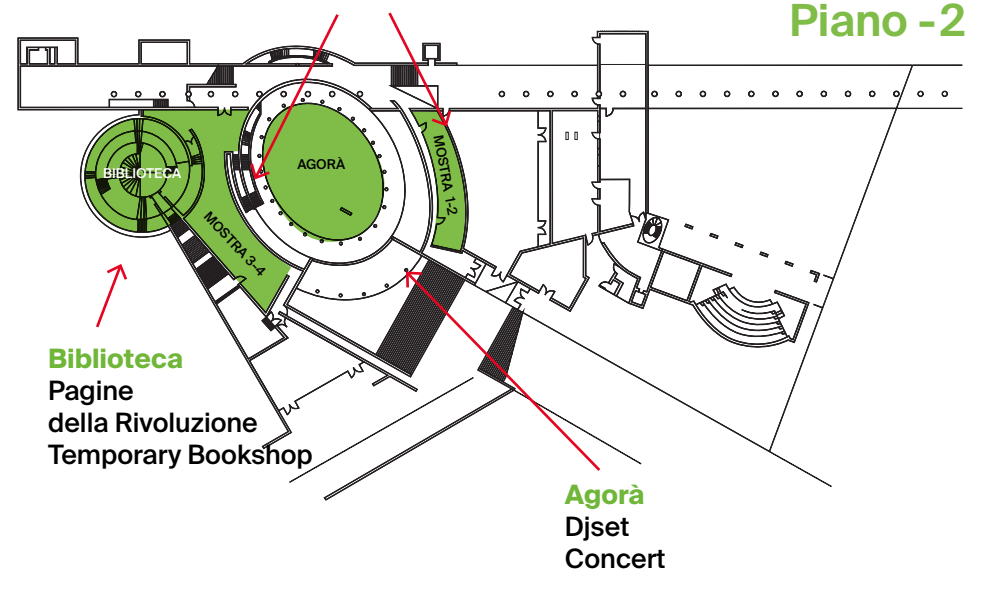 Piano -2
AGORÀ
MOSTRA 1-2
BIBLIOTECA
MOSTRA 3-4
Biblioteca
Pagine
della Rivoluzione
Temporary Bookshop
Agorà
Djset
Concert